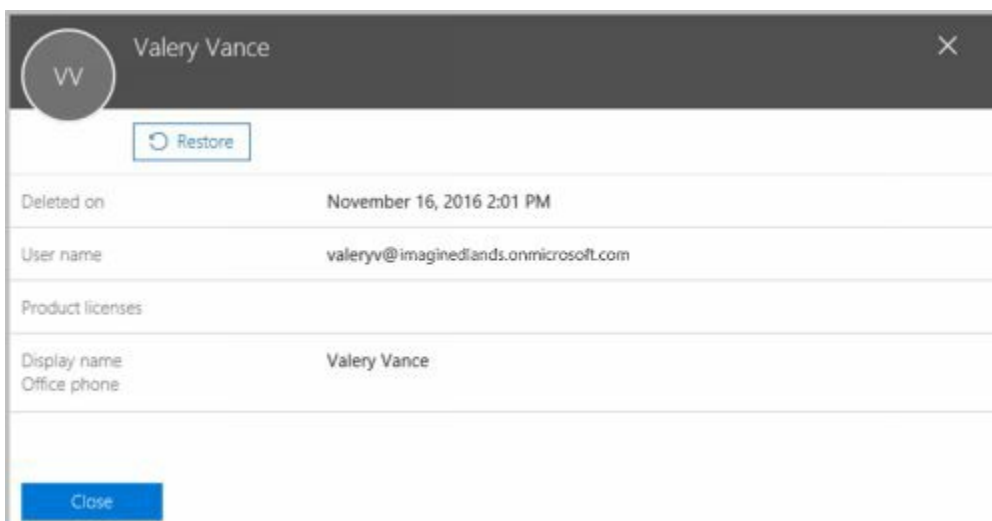 VV
Valery Vance
Restore
Deleted on November 16, 2016 2:01 PM
User name valeryv@imaginedlands.onmicrosoft.com
Product licenses
Display name Valery Vance
Office phone
Close